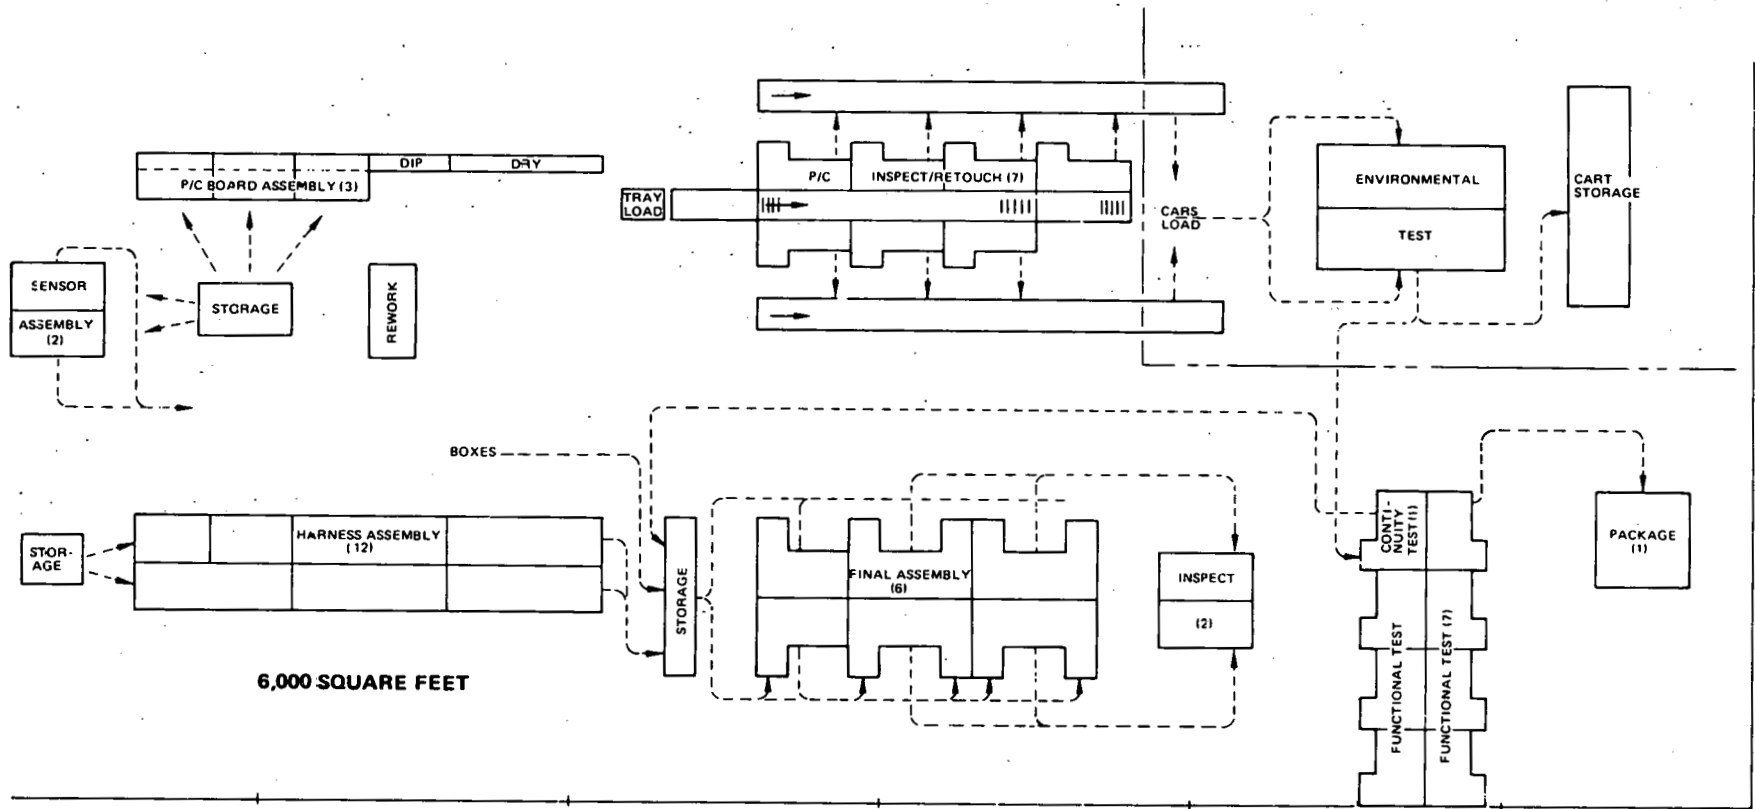 DIP DRY
P/C BOARD ASSEMBLY (3)
P/C INSPECT/RETOUCH (7)
TRAY
LOAD
CARS
LOAD
ENVIRONMENTAL
TEST
CART
STORAGE
SENSOR
ASSEMBLY
(2)
STORAGE
REWORK
BOXES
STOR-
AGE
HARNESS ASSEMBLY
(12)
STORAGE
FINAL ASSEMBLY
(6)
INSPECT
(2)
CONTI-
NUITY
TEST(1)
FUNCTIONAL TEST
FUNCTIONAL TEST (7)
PACKAGE
(1)
6,000 SQUARE FEET